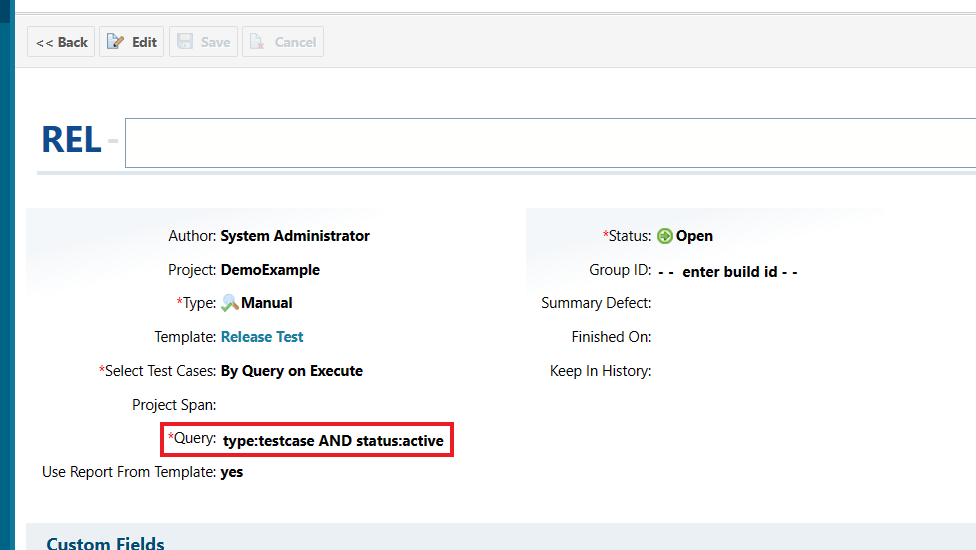 << Back Edit Save Cancel
REL -
Author: System Administrator
Project: DemoExample
*Type: Manual
Template: Release Test
*Select Test Cases: By Query on Execute
Project Span:
*Query: type:testcase AND status:active
Use Report From Template: yes
*Status: Open
Group ID: - - enter build id - -
Summary Defect:
Finished On:
Keep In History:
Custom Fields